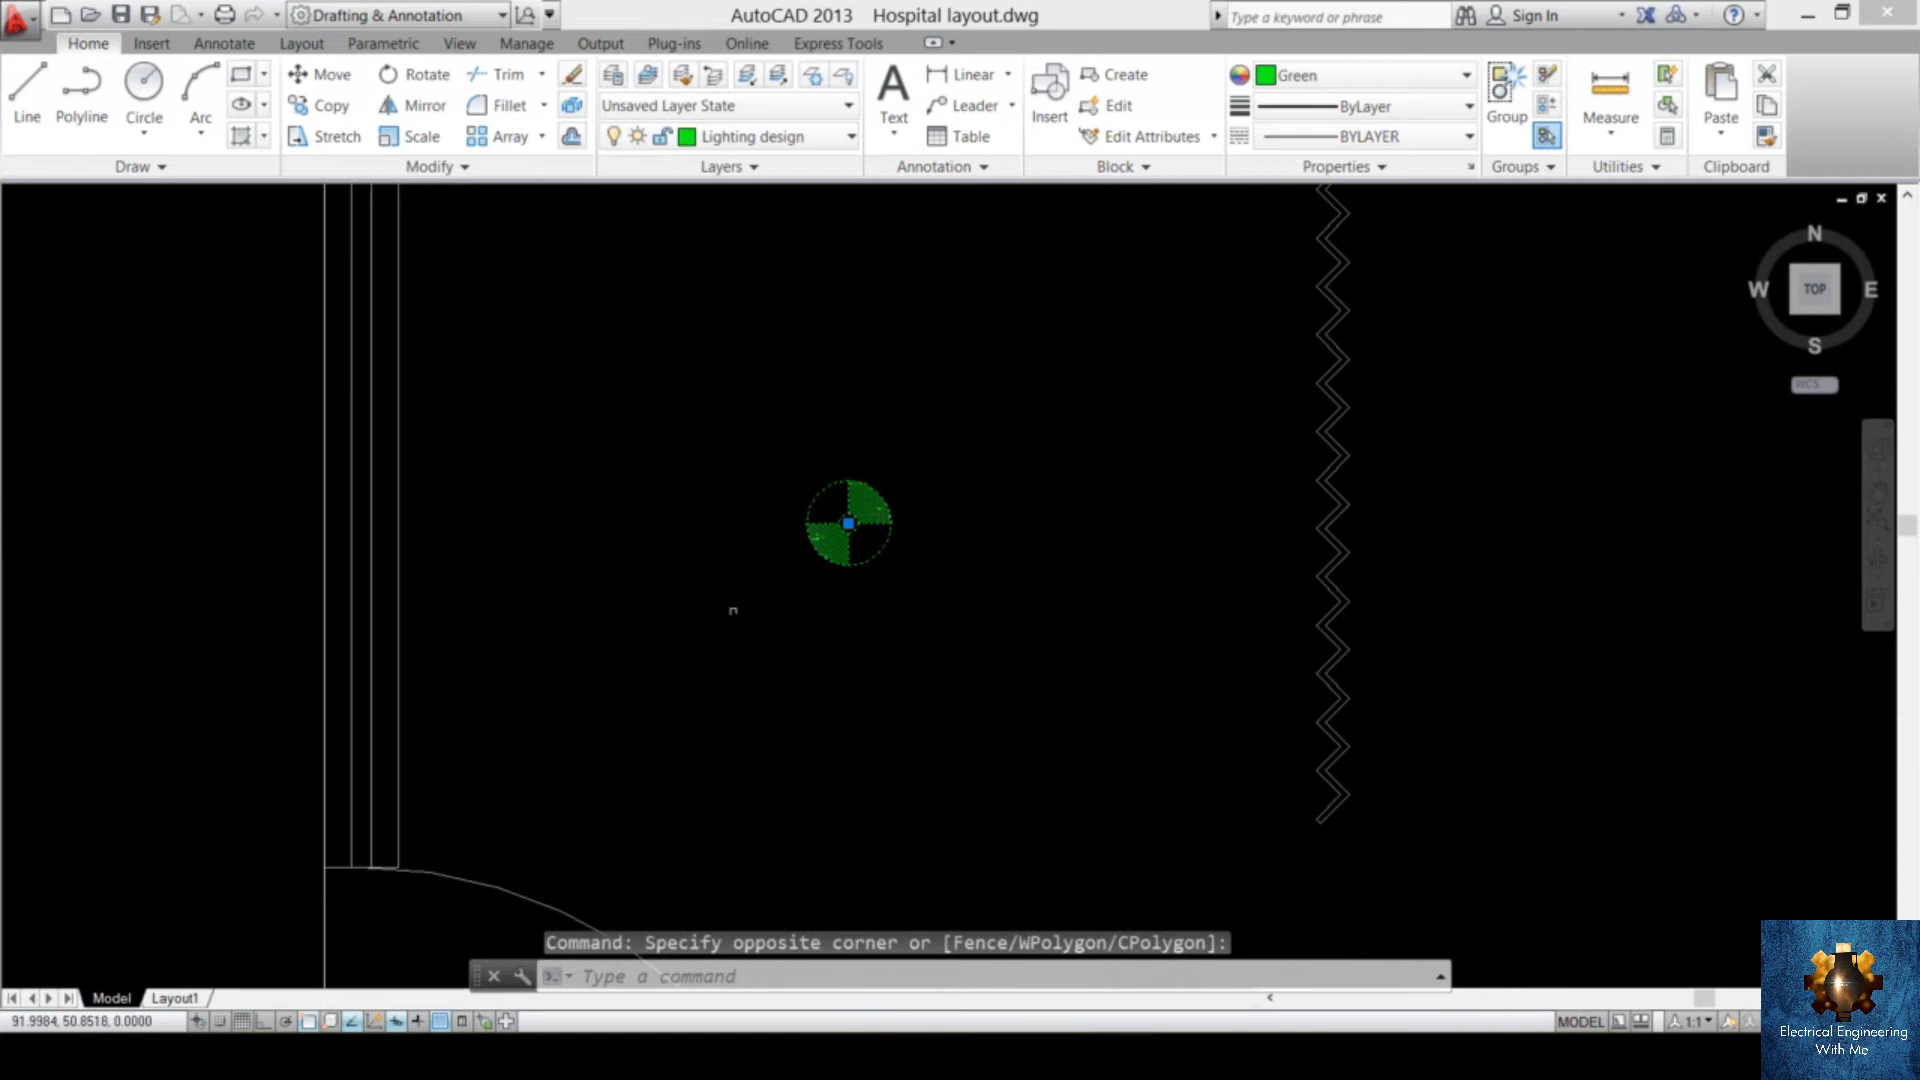 Drafting & Annotation
AutoCAD 2013 Hospital layout.dwg
Type a keyword or phrase
Sign In
Home Insert Annotate Layout Parametric View Manage Output Plug-ins Online Express Tools
Line Polyline Circle Arc
Move Rotate Trim
Copy Mirror Fillet
Stretch Scale Array
Unsaved Layer State
Lighting design
Text
Linear
Leader
Table
Insert
Create
Edit
Edit Attributes
Green
ByLayer
BYLAYER
Group
Measure
Paste
Draw Modify Layers Annotation Block Properties Groups Utilities Clipboard
N
W TOP E
S
WCS
Command: Specify opposite corner or [Fence/WPolygon/CPolygon]:
Type a command
Model Layout1
91.9984, 50.8518, 0.0000
MODEL
1:1
Electrical Engineering
With Me